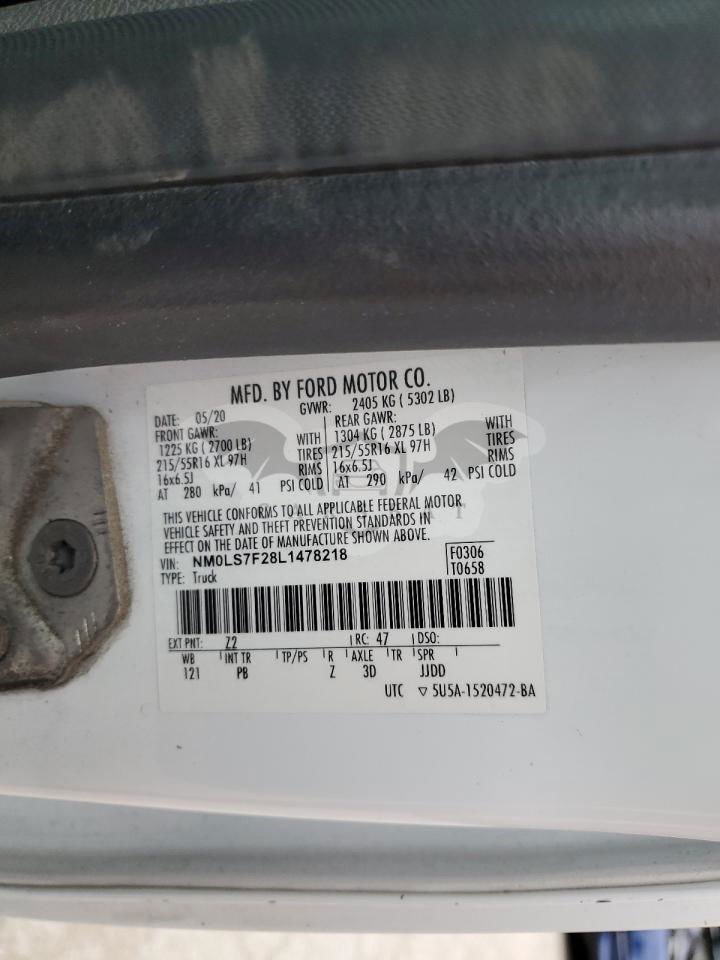 MFD. BY FORD MOTOR CO.
DATE: 05/20 GVWR: 2405 KG ( 5302 LB)
FRONT GAWR: REAR GAWR:
1225 KG ( 2700 LB) WITH 1304 KG ( 2875 LB) WITH
215/55R16 XL 97H TIRES 215/55R16 XL 97H TIRES
16x6.5J RIMS 16x6.5J RIMS
AT 280 kPa/ 41 PSI COLD AT 290 kPa/ 42 PSI COLD
THIS VEHICLE CONFORMS TO ALL APPLICABLE FEDERAL MOTOR
VEHICLE SAFETY AND THEFT PREVENTION STANDARDS IN
EFFECT ON THE DATE OF MANUFACTURE SHOWN ABOVE.
VIN: NM0LS7F28L1478218 F0306
TYPE: Truck T0658
EXT PNT: Z2 RC: 47 DSO:
WB INT TR TP/PS R AXLE TR SPR
121 PB Z 3D JJDD
UTC ▽ 5U5A-1520472-BA